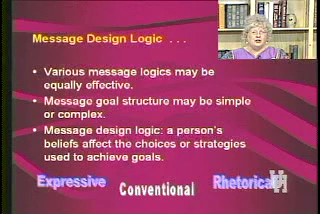 Message Design Logic . . .
• Various message logics may be
equally effective.
• Message goal structure may be simple
or complex.
• Message design logic: a person's
beliefs affect the choices or strategies
used to achieve goals.
Expressive
Conventional
Rhetorical